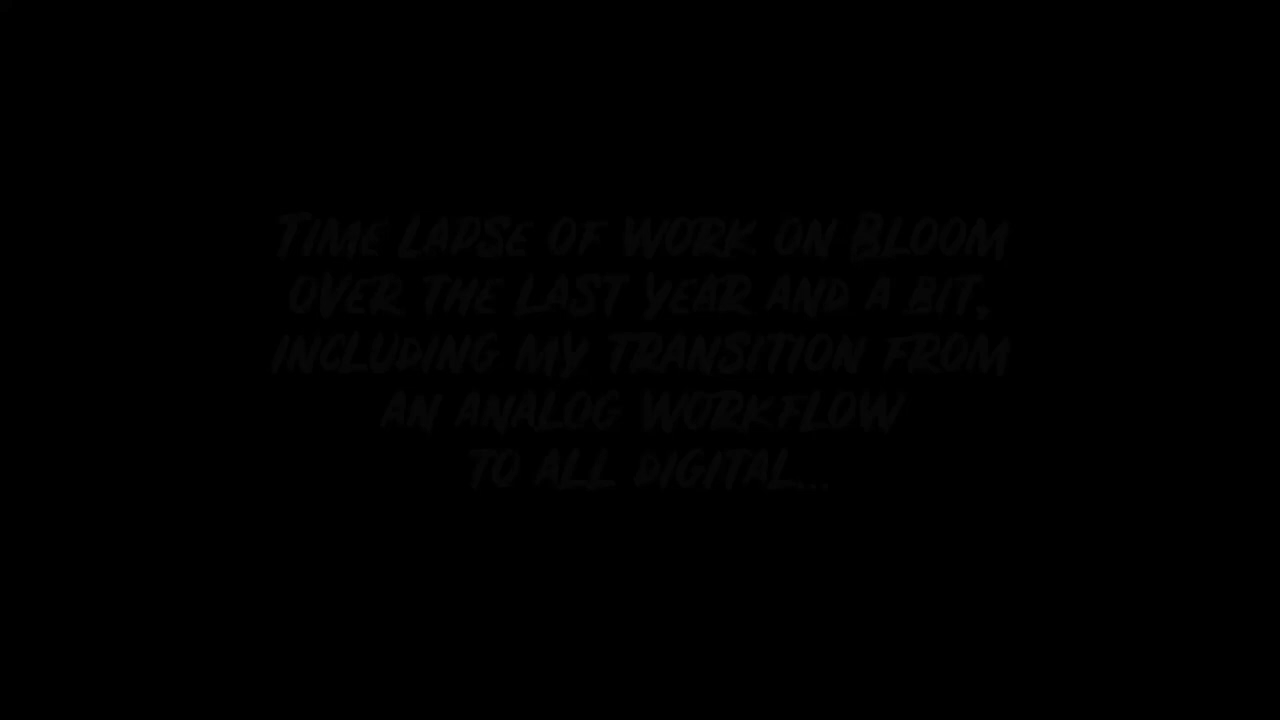 Time lapse of work on Bloom
over the last year and a bit,
including my transition from
an analog workflow
to all digital...